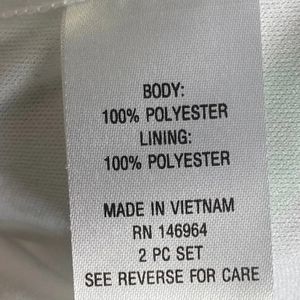 BODY:
100% POLYESTER
LINING:
100% POLYESTER
MADE IN VIETNAM
RN 146964
2 PC SET
SEE REVERSE FOR CARE